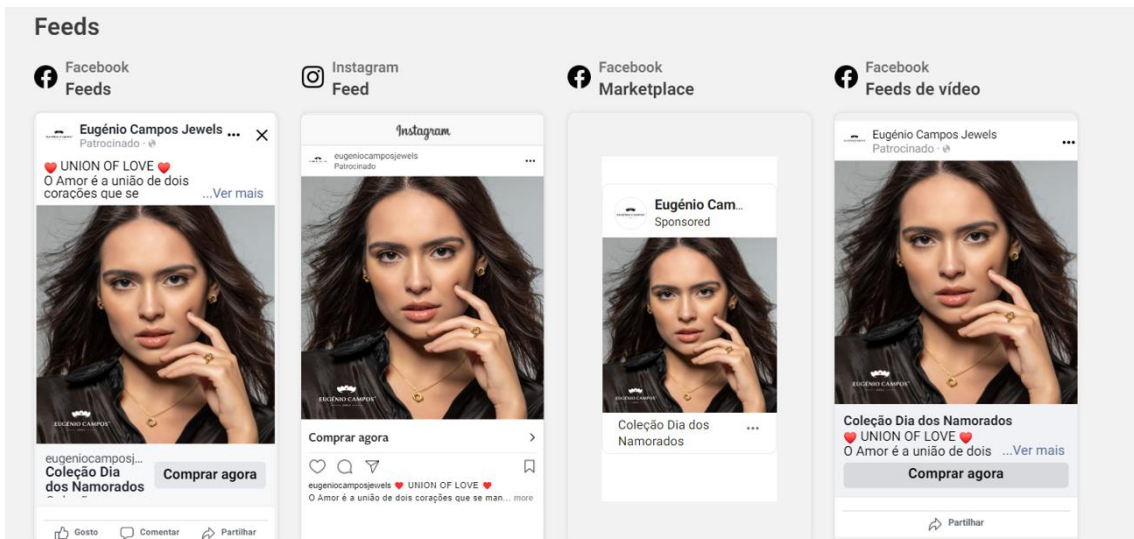 Feeds
Facebook
Feeds
Eugénio Campos Jewels
Patrocinado
UNION OF LOVE
O Amor é a união de dois
corações que se ...Ver mais
EUGÉNIO CAMPOS
eugeniocamposj...
Coleção Dia
dos Namorados
Comprar agora
Gosto
Comentar
Partilhar
Instagram
Feed
Instagram
eugeniocamposjewels
Patrocinado
EUGÉNIO CAMPOS
Comprar agora
eugeniocamposjewels UNION OF LOVE
O Amor é a união de dois corações que se man... more
Facebook
Marketplace
Eugénio Cam...
Sponsored
EUGÉNIO CAMPOS
Coleção Dia dos
Namorados
Facebook
Feeds de vídeo
Eugénio Campos Jewels
Patrocinado
EUGÉNIO CAMPOS
Coleção Dia dos Namorados
UNION OF LOVE
O Amor é a união de dois ...Ver mais
Comprar agora
Partilhar